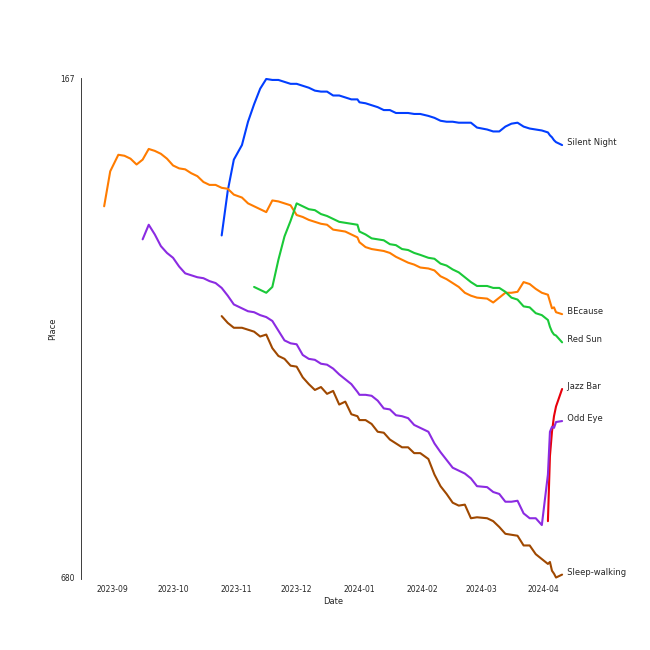 167
Silent Night
BEcause
Place
Red Sun
Jazz Bar
Odd Eye
Sleep-walking
680
2023-09 2023-10 2023-11 2023-12 2024-01 2024-02 2024-03 2024-04
Date